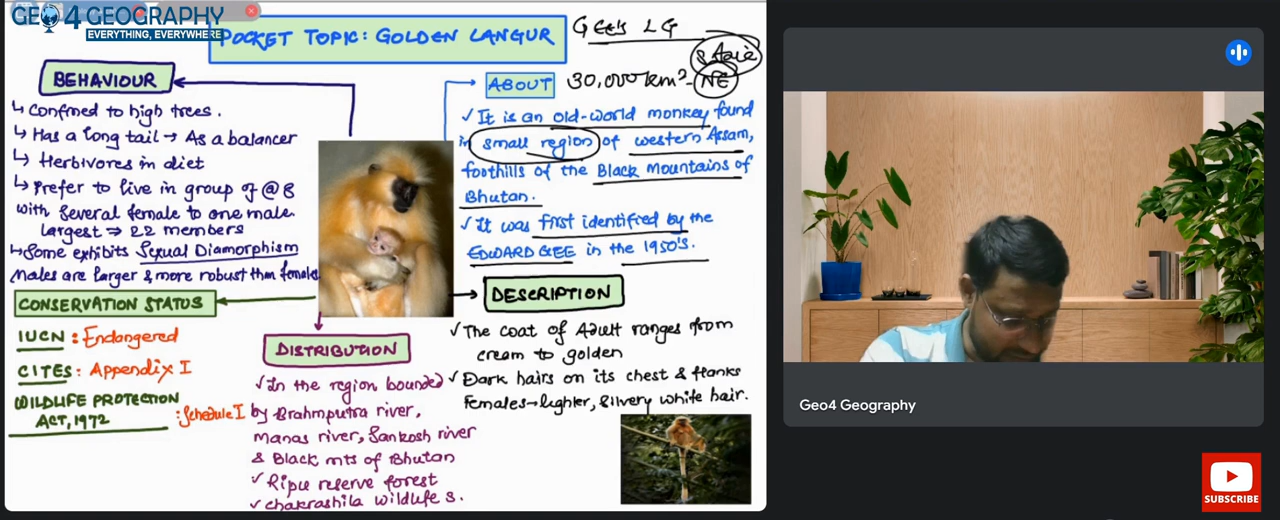 GEO4GEOGRAPHY
EVERYTHING, EVERYWHERE
POCKET TOPIC: GOLDEN LANGUR
Gee's LG
State
30,000 km² - NE
BEHAVIOUR
↳ Confined to high trees.
↳ Has a long tail → As a balancer
↳ Herbivores in diet
↳ Prefer to live in group of @ 8
with several female to one male.
largest → 22 members
↳ Some exhibits Sexual Diamorphism
Males are larger & more robust than female
ABOUT
✓ It is an old-world monkey found
in small region of western Assam,
foothills of the Black Mountains of
Bhutan.
✓ It was first identified by the
EDWARD GEE in the 1950's.
CONSERVATION STATUS
IUCN : Endangered
CITES : Appendix I
WILDLIFE PROTECTION
ACT, 1972 : Schedule I
DISTRIBUTION
✓ In the region bounded
by Brahmputra river,
manas river, Sankosh river
& Black mts of Bhutan
✓ Ripu reserve forest
✓ Chakrashila wildlife S.
DESCRIPTION
✓ The coat of Adult ranges from
cream to golden
✓ Dark hairs on its chest & flanks
Females → lighter, silvery white hair.
Geo4 Geography
SUBSCRIBE